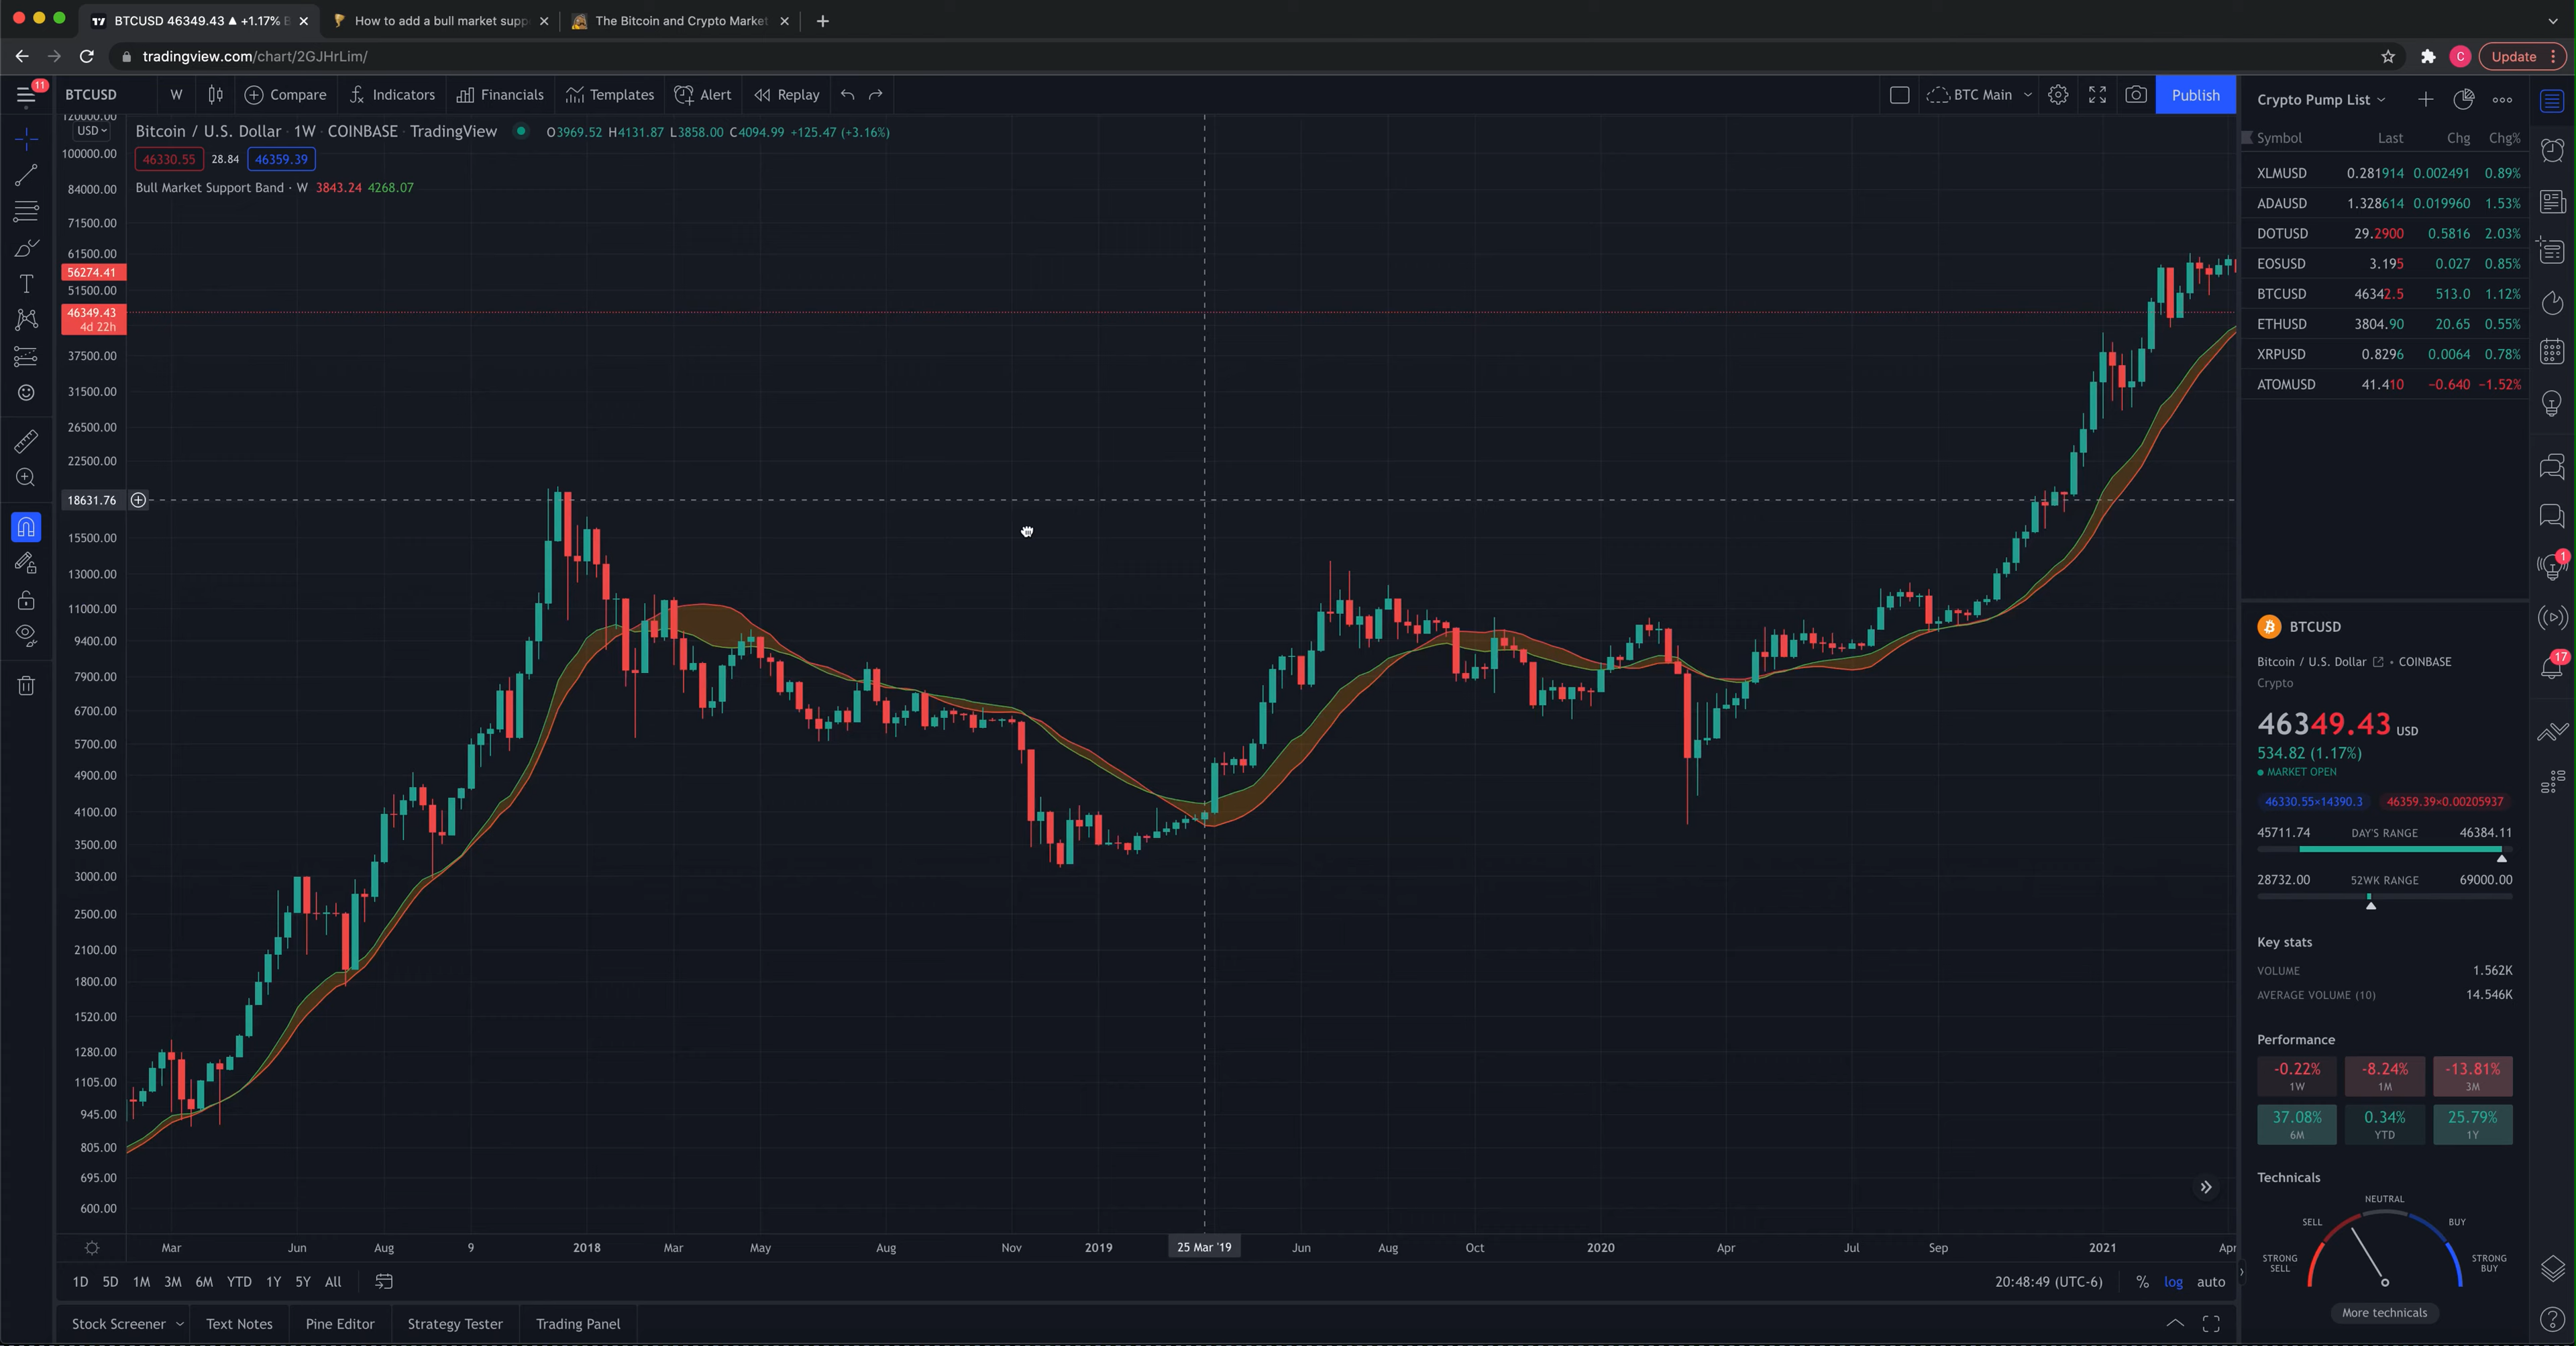 BTCUSD 46349.43 ▲ +1.17%
How to add a bull market supp
The Bitcoin and Crypto Market
tradingview.com/chart/2GJHrLim/
C
Update
11
BTCUSD W Compare Indicators Financials Templates Alert Replay
BTC Main Publish
USD
Bitcoin / U.S. Dollar · 1W · COINBASE · TradingView O3969.52 H4131.87 L3858.00 C4094.99 +125.47 (+3.16%)
46330.55 28.84 46359.39
Bull Market Support Band · W 3843.24 4268.07
120000.00
100000.00
84000.00
71500.00
61500.00
56274.41
51500.00
46349.43
4d 22h
37500.00
31500.00
26500.00
22500.00
18631.76
15500.00
13000.00
11000.00
9400.00
7900.00
6700.00
5700.00
4900.00
4100.00
3500.00
3000.00
2500.00
2100.00
1800.00
1520.00
1280.00
1105.00
945.00
805.00
695.00
600.00
Mar Jun Aug 9 2018 Mar May Aug Nov 2019 25 Mar '19 Jun Aug Oct 2020 Apr Jul Sep 2021 Apr
1D 5D 1M 3M 6M YTD 1Y 5Y All
20:48:49 (UTC-6) % log auto
Stock Screener Text Notes Pine Editor Strategy Tester Trading Panel
Crypto Pump List
Symbol Last Chg Chg%
XLMUSD 0.281914 0.002491 0.89%
ADAUSD 1.328614 0.019960 1.53%
DOTUSD 29.2900 0.5816 2.03%
EOSUSD 3.195 0.027 0.85%
BTCUSD 46342.5 513.0 1.12%
ETHUSD 3804.90 20.65 0.55%
XRPUSD 0.8296 0.0064 0.78%
ATOMUSD 41.410 −0.640 −1.52%
BTCUSD
Bitcoin / U.S. Dollar • COINBASE
Crypto
46349.43 USD
534.82 (1.17%)
MARKET OPEN
46330.55×14390.3 46359.39×0.00205937
45711.74 DAY'S RANGE 46384.11
28732.00 52WK RANGE 69000.00
Key stats
VOLUME 1.562K
AVERAGE VOLUME (10) 14.546K
Performance
-0.22% -8.24% -13.81%
1W 1M 3M
37.08% 0.34% 25.79%
6M YTD 1Y
Technicals
NEUTRAL
SELL BUY
STRONG SELL STRONG BUY
More technicals
1
17